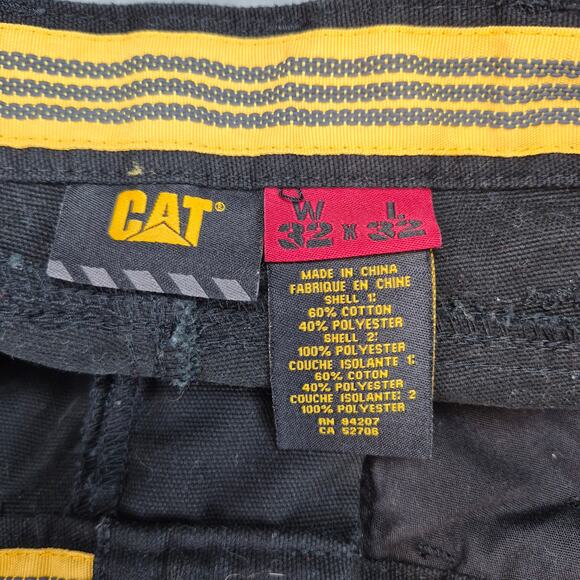 CAT®
W L
32 x 32
MADE IN CHINA
FABRIQUE EN CHINE
SHELL 1:
60% COTTON
40% POLYESTER
SHELL 2:
100% POLYESTER
COUCHE ISOLANTE 1:
60% COTON
40% POLYESTER
COUCHE ISOLANTE: 2
100% POLYESTER
RN 94207
CA 52708